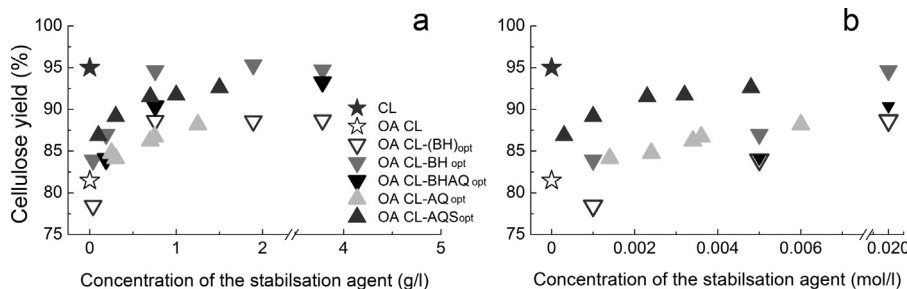 a
b
Cellulose yield (%)
100
95
90
85
80
75
0
1
2
4
5
CL
OA CL
OA CL-(BH)opt
OA CL-BH opt
OA CL-BHAQ opt
OA CL-AQ opt
OA CL-AQSopt
Concentration of the stabilsation agent (g/l)
100
95
90
85
80
75
0
0.002
0.004
0.006
0.020
Concentration of the stabilsation agent (mol/l)